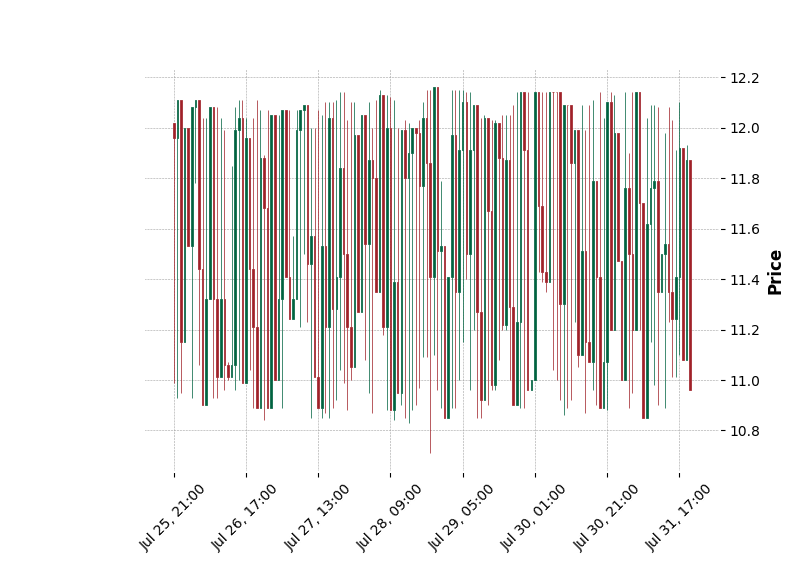 12.2
12.0
11.8
11.6
11.4
11.2
11.0
10.8
Price
Jul 25, 21:00
Jul 26, 17:00
Jul 27, 13:00
Jul 28, 09:00
Jul 29, 05:00
Jul 30, 01:00
Jul 30, 21:00
Jul 31, 17:00